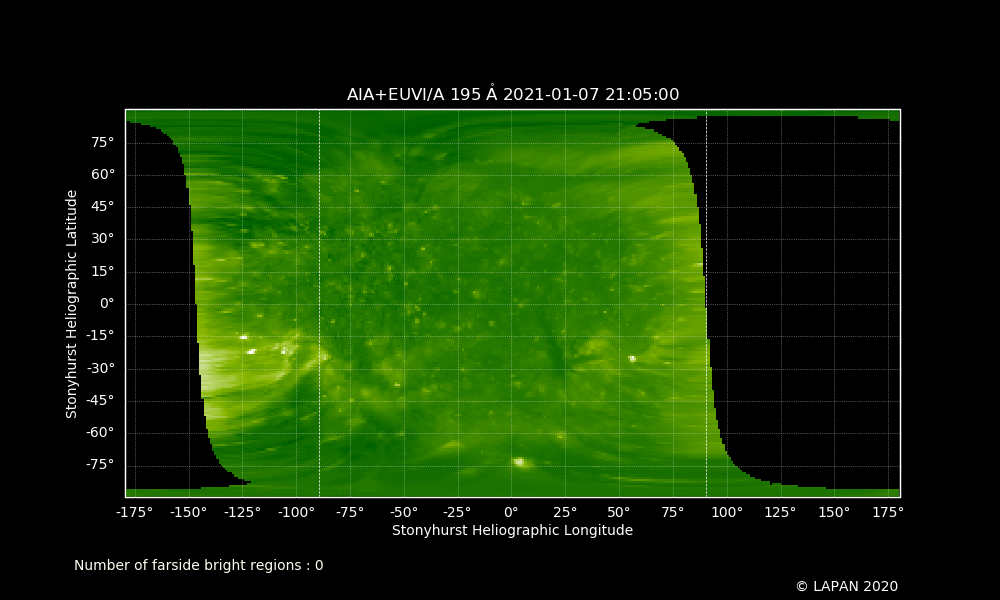 AIA+EUVI/A 195 Å 2021-01-07 21:05:00
75°
60°
45°
30°
15°
0°
-15°
-30°
-45°
-60°
-75°
Stonyhurst Heliographic Latitude
-175° -150° -125° -100° -75° -50° -25° 0° 25° 50° 75° 100° 125° 150° 175°
Stonyhurst Heliographic Longitude
Number of farside bright regions : 0
© LAPAN 2020